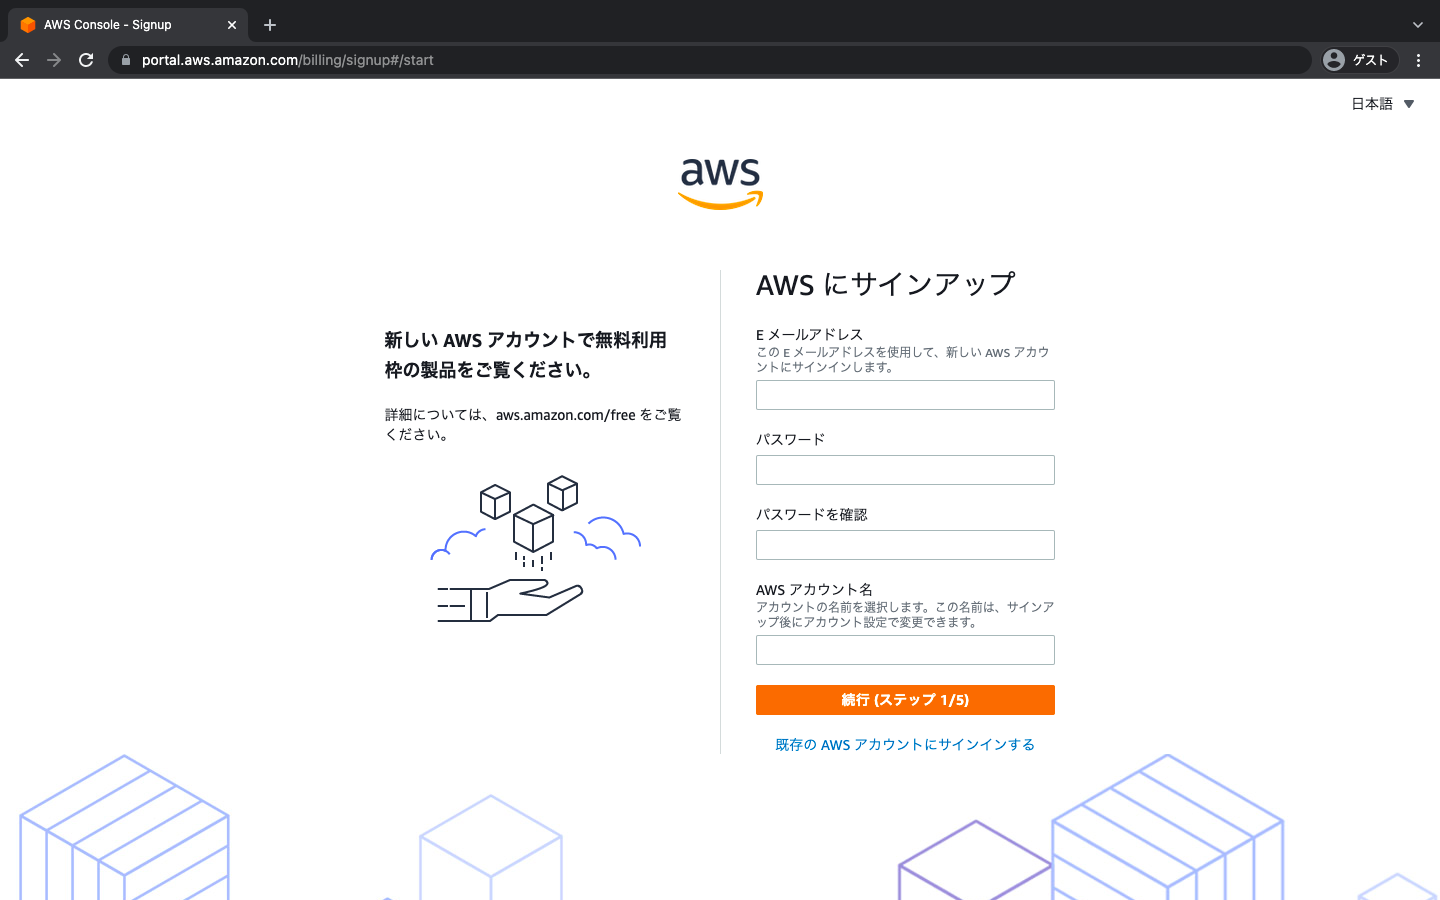 AWS Console - Signup
portal.aws.amazon.com/billing/signup#/start
ゲスト
日本語
aws
新しい AWS アカウントで無料利用
枠の製品をご覧ください。
詳細については、aws.amazon.com/free をご覧
ください。
AWS にサインアップ
E メールアドレス
この E メールアドレスを使用して、新しい AWS アカウ
ントにサインインします。
パスワード
パスワードを確認
AWS アカウント名
アカウントの名前を選択します。この名前は、サインア
ップ後にアカウント設定で変更できます。
続行 (ステップ 1/5)
既存の AWS アカウントにサインインする